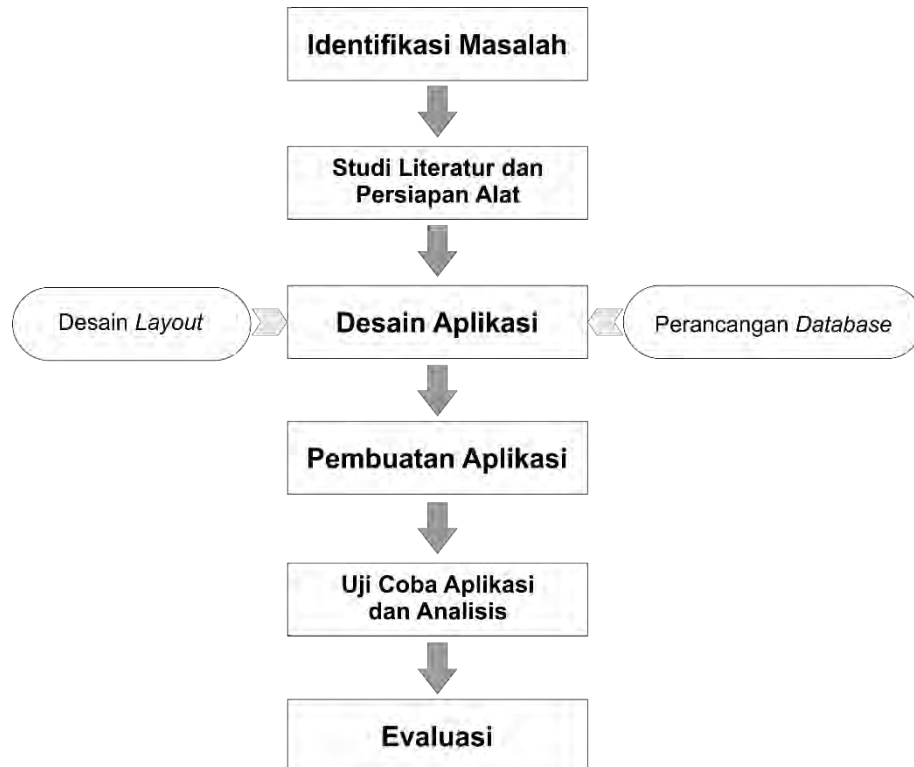 Identifikasi Masalah
Studi Literatur dan
Persiapan Alat
Desain Layout
Desain Aplikasi
Perancangan Database
Pembuatan Aplikasi
Uji Coba Aplikasi
dan Analisis
Evaluasi